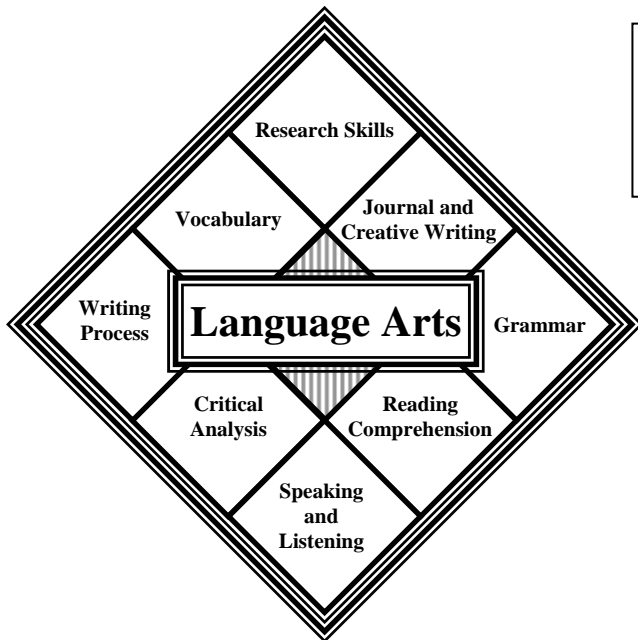 Research Skills
Vocabulary
Journal and
Creative Writing
Writing
Process
Language Arts
Grammar
Critical
Analysis
Reading
Comprehension
Speaking
and
Listening